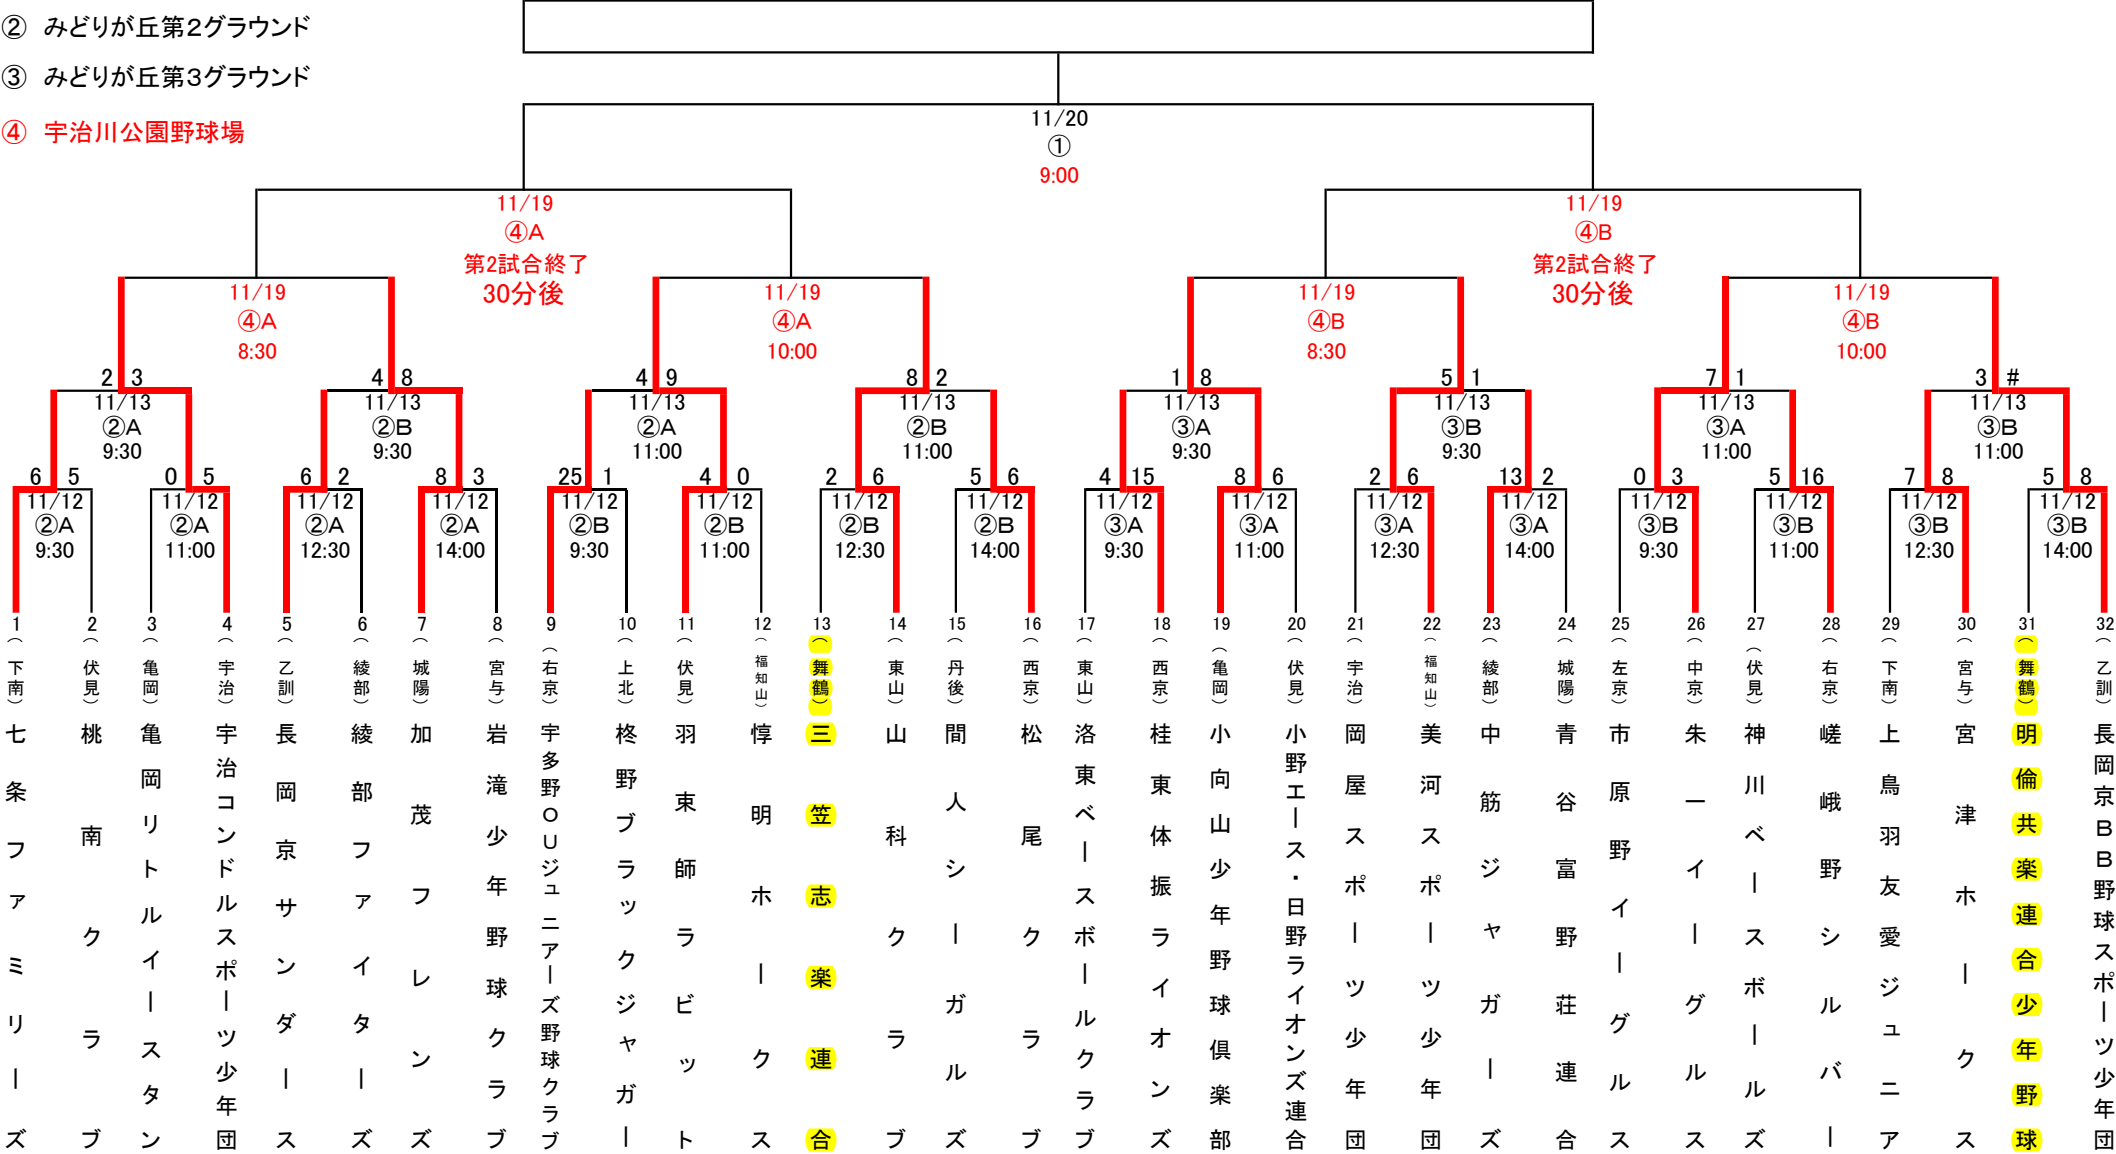 ② みどりが丘第2グラウンド
③ みどりが丘第3グラウンド
④ 宇治川公園野球場
11/20
①
9:00
11/19 11/19
④A ④B
第2試合終了 第2試合終了
30分後 30分後
11/19 11/19 11/19 11/19
④A ④A ④B ④B
8:30 10:00 8:30 10:00
2 3 4 8 4 9 8 2 1 8 5 1 7 1 3 #
11/13 11/13 11/13 11/13 11/13 11/13 11/13 11/13
②A ②B ②A ②B ③A ③B ③A ③B
9:30 9:30 11:00 11:00 9:30 9:30 11:00 11:00
6 5 0 5 6 2 8 3 25 1 4 0 2 6 5 6 4 15 8 6 2 6 13 2 0 3 5 16 7 8 5 8
11/12 11/12 11/12 11/12 11/12 11/12 11/12 11/12 11/12 11/12 11/12 11/12 11/12 11/12 11/12 11/12
②A ②A ②A ②A ②B ②B ②B ②B ③A ③A ③A ③A ③B ③B ③B ③B
9:30 11:00 12:30 14:00 9:30 11:00 12:30 14:00 9:30 11:00 12:30 14:00 9:30 11:00 12:30 14:00
1 (下南) 七条ファミリーズ
2 (伏見) 桃南クラブ
3 (亀岡) 亀岡リトルイースタン
4 (宇治) 宇治コンドルスポーツ少年団
5 (乙訓) 長岡京サンダース
6 (綾部) 綾部ファイターズ
7 (城陽) 加茂フレンズ
8 (宮与) 岩滝少年野球クラブ
9 (右京) 宇多野OUジュニアーズ野球クラブ
10 (上北) 柊野ブラックジャガー
11 (伏見) 羽束師ラビット
12 (福知山) 惇明ホークス
13 (舞鶴) 三笠志楽連合
14 (東山) 山科クラブ
15 (丹後) 間人シーガルズ
16 (西京) 松尾クラブ
17 (東山) 洛東ベースボールクラブ
18 (西京) 桂東体振ライオンズ
19 (亀岡) 小向山少年野球倶楽部
20 (伏見) 小野エース・日野ライオンズ連合
21 (宇治) 岡屋スポーツ少年団
22 (福知山) 美河スポーツ少年団
23 (綾部) 中筋ジャガーズ
24 (城陽) 青谷富野荘連合
25 (左京) 市原野イーグルス
26 (中京) 朱一イーグルス
27 (伏見) 神川ベースボールズ
28 (右京) 嵯峨野シルバー
29 (下南) 上鳥羽友愛ジュニア
30 (宮与) 宮津ホークス
31 (舞鶴) 明倫共楽連合少年野球
32 (乙訓) 長岡京BB野球スポーツ少年団